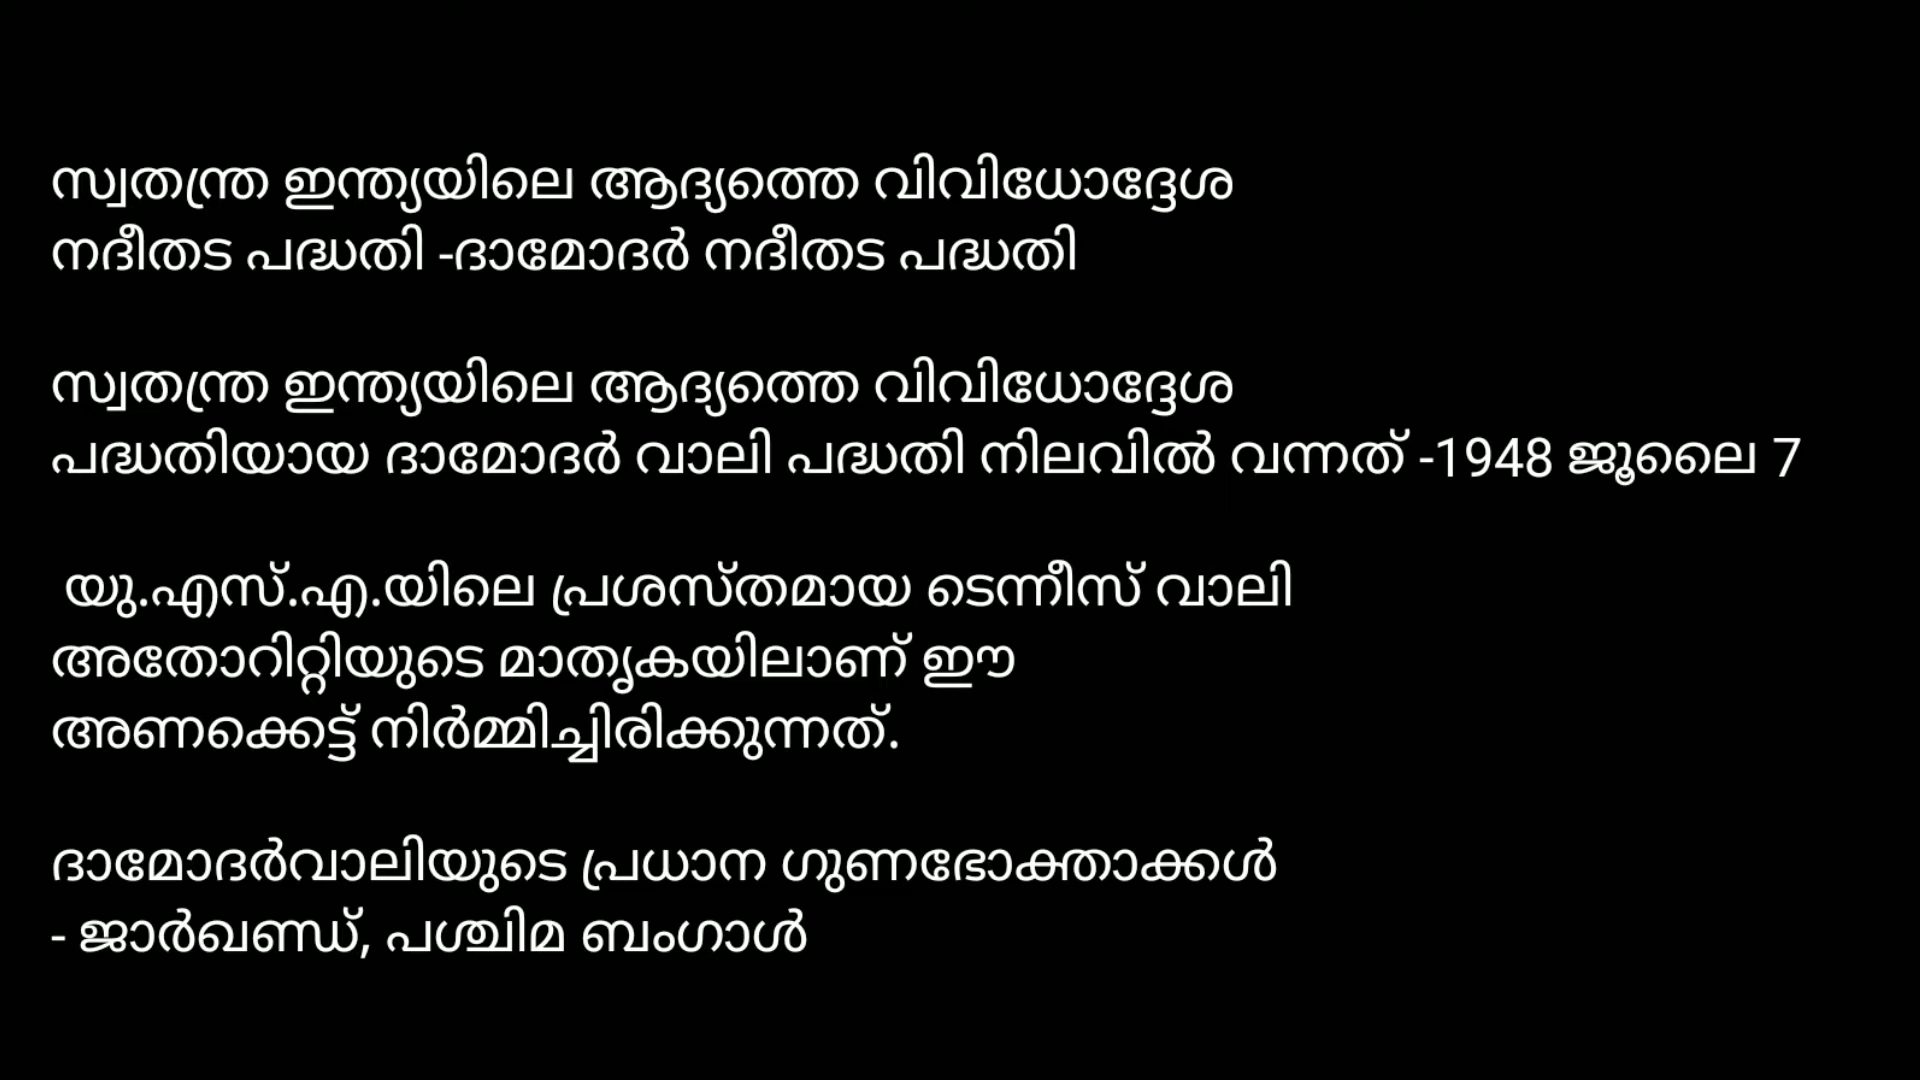 സ്വതന്ത്ര ഇന്ത്യയിലെ ആദ്യത്തെ വിവിധോദ്ദേശ
നദീതട പദ്ധതി -ദാമോദർ നദീതട പദ്ധതി
സ്വതന്ത്ര ഇന്ത്യയിലെ ആദ്യത്തെ വിവിധോദ്ദേശ
പദ്ധതിയായ ദാമോദർ വാലി പദ്ധതി നിലവിൽ വന്നത് -1948 ജൂലൈ 7
യു.എസ്.എ.യിലെ പ്രശസ്തമായ ടെന്നീസ് വാലി
അതോറിറ്റിയുടെ മാതൃകയിലാണ് ഈ
അണക്കെട്ട് നിർമ്മിച്ചിരിക്കുന്നത്.
ദാമോദർവാലിയുടെ പ്രധാന ഗുണഭോക്താക്കൾ
- ജാർഖണ്ഡ്, പശ്ചിമ ബംഗാൾ